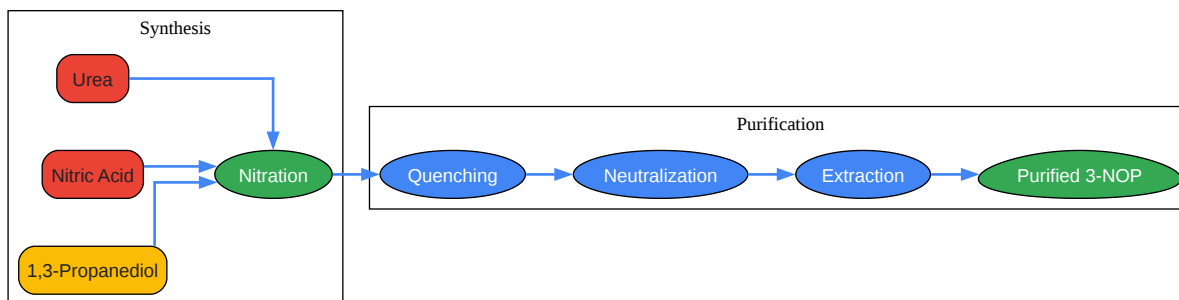 Synthesis
Urea
Nitric Acid
1,3-Propanediol
Nitration
Purification
Quenching
Neutralization
Extraction
Purified 3-NOP